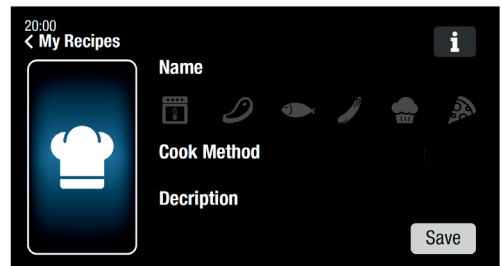 20:00
< My Recipes
i
Name
Cook Method
Decription
Save